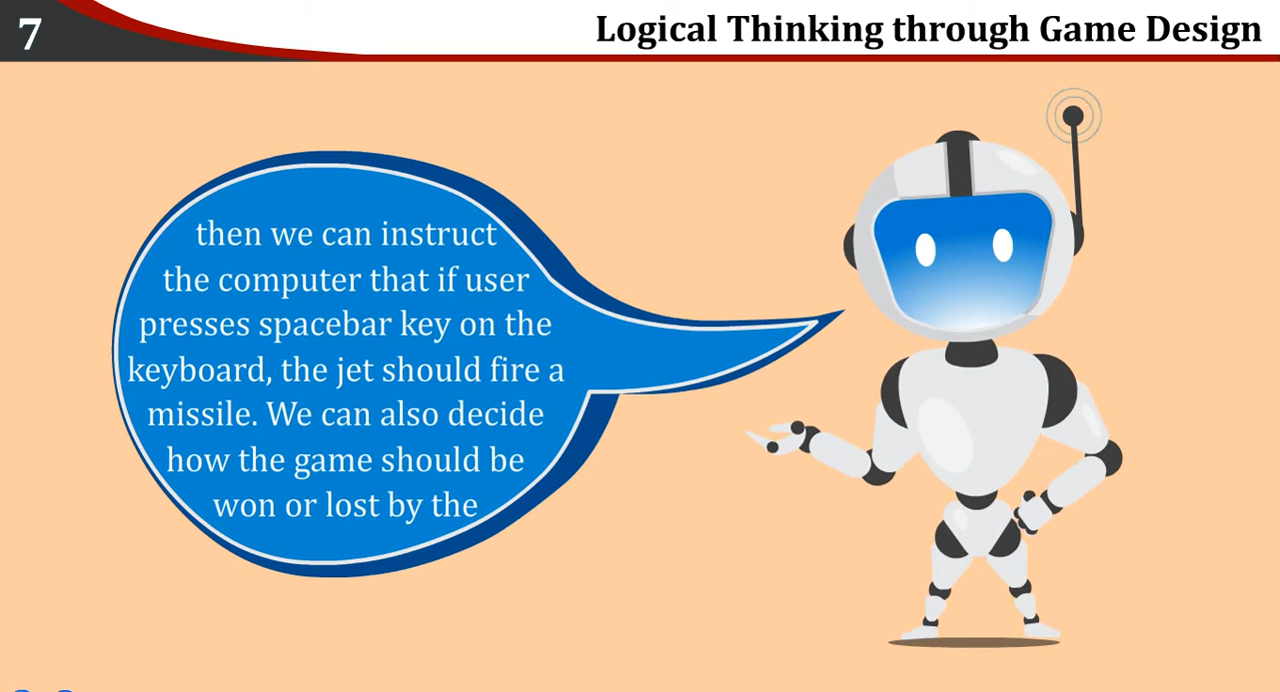 7
Logical Thinking through Game Design
then we can instruct
the computer that if user
presses spacebar key on the
keyboard, the jet should fire a
missile. We can also decide
how the game should be
won or lost by the